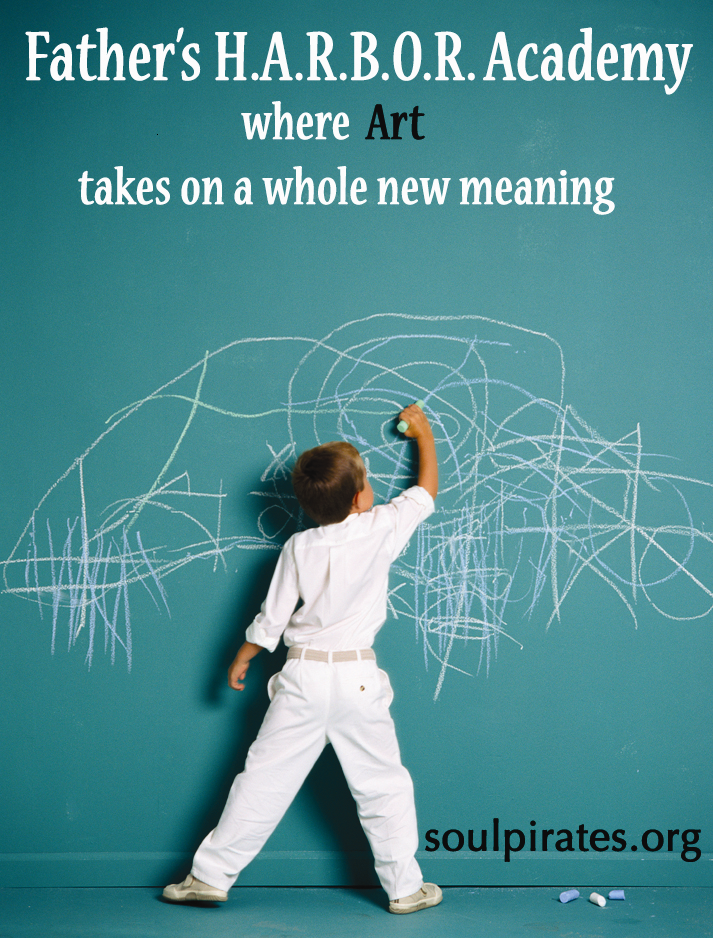 Father's H.A.R.B.O.R. Academy
where Art
takes on a whole new meaning
soulpirates.org